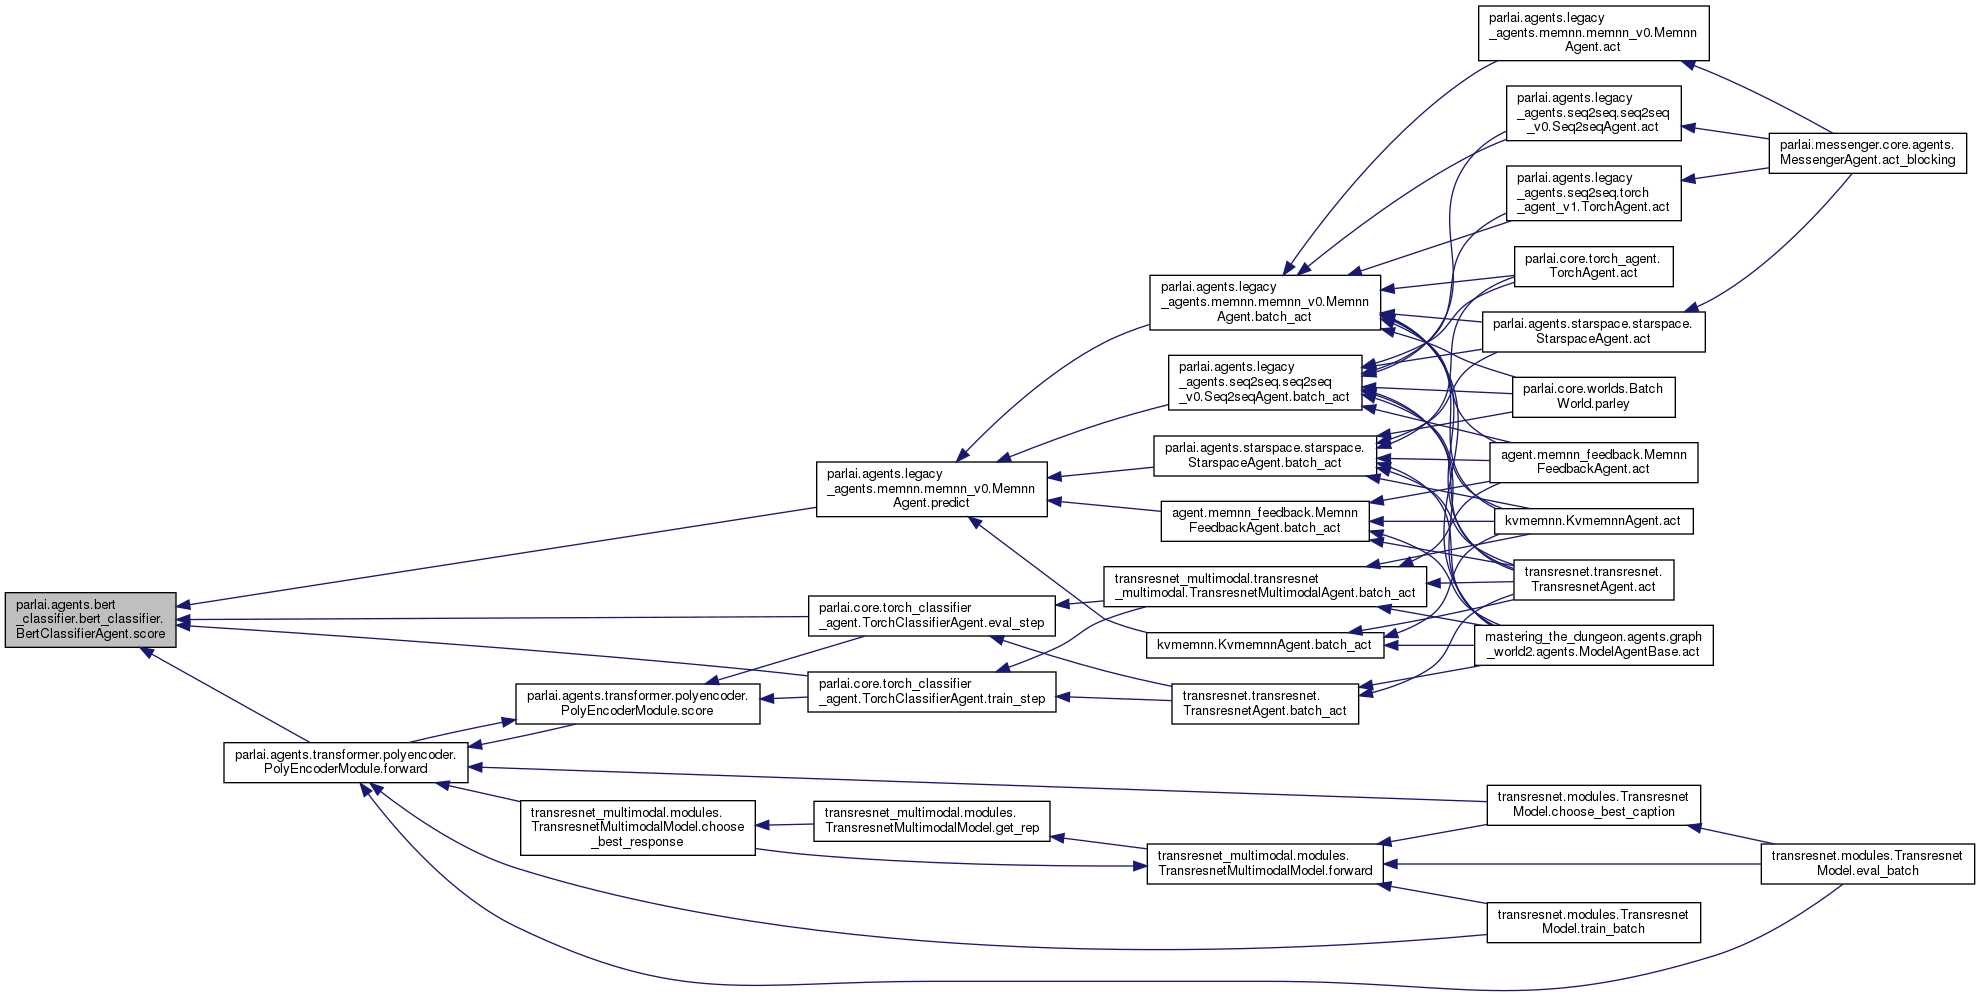 parlai.agents.bert
_classifier.bert_classifier.
BertClassifierAgent.score
parlai.agents.legacy
_agents.memnn.memnn_v0.Memnn
Agent.predict
parlai.core.torch_classifier
_agent.TorchClassifierAgent.eval_step
parlai.core.torch_classifier
_agent.TorchClassifierAgent.train_step
parlai.agents.transformer.polyencoder.
PolyEncoderModule.score
parlai.agents.transformer.polyencoder.
PolyEncoderModule.forward
transresnet_multimodal.modules.
TransresnetMultimodalModel.choose
_best_response
transresnet_multimodal.modules.
TransresnetMultimodalModel.get_rep
parlai.agents.legacy
_agents.memnn.memnn_v0.Memnn
Agent.batch_act
parlai.agents.legacy
_agents.seq2seq.seq2seq
_v0.Seq2seqAgent.batch_act
parlai.agents.starspace.starspace.
StarspaceAgent.batch_act
agent.memnn_feedback.Memnn
FeedbackAgent.batch_act
transresnet_multimodal.transresnet
_multimodal.TransresnetMultimodalAgent.batch_act
kvmemnn.KvmemnnAgent.batch_act
transresnet.transresnet.
TransresnetAgent.batch_act
transresnet_multimodal.modules.
TransresnetMultimodalModel.forward
parlai.agents.legacy
_agents.memnn.memnn_v0.Memnn
Agent.act
parlai.agents.legacy
_agents.seq2seq.seq2seq
_v0.Seq2seqAgent.act
parlai.agents.legacy
_agents.seq2seq.torch
_agent_v1.TorchAgent.act
parlai.core.torch_agent.
TorchAgent.act
parlai.agents.starspace.starspace.
StarspaceAgent.act
parlai.core.worlds.Batch
World.parley
agent.memnn_feedback.Memnn
FeedbackAgent.act
kvmemnn.KvmemnnAgent.act
transresnet.transresnet.
TransresnetAgent.act
mastering_the_dungeon.agents.graph
_world2.agents.ModelAgentBase.act
transresnet.modules.Transresnet
Model.choose_best_caption
transresnet.modules.Transresnet
Model.train_batch
parlai.messenger.core.agents.
MessengerAgent.act_blocking
transresnet.modules.Transresnet
Model.eval_batch